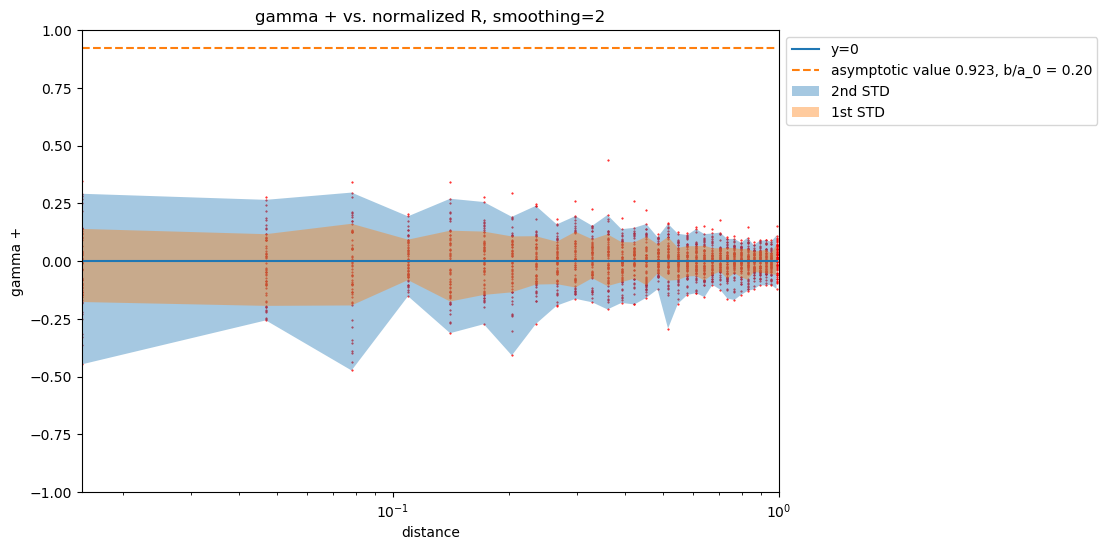 gamma + vs. normalized R, smoothing=2
1.00
0.75
0.50
0.25
0.00
−0.25
−0.50
−0.75
−1.00
gamma +
10⁻¹
10⁰
distance
y=0
asymptotic value 0.923, b/a_0 = 0.20
2nd STD
1st STD